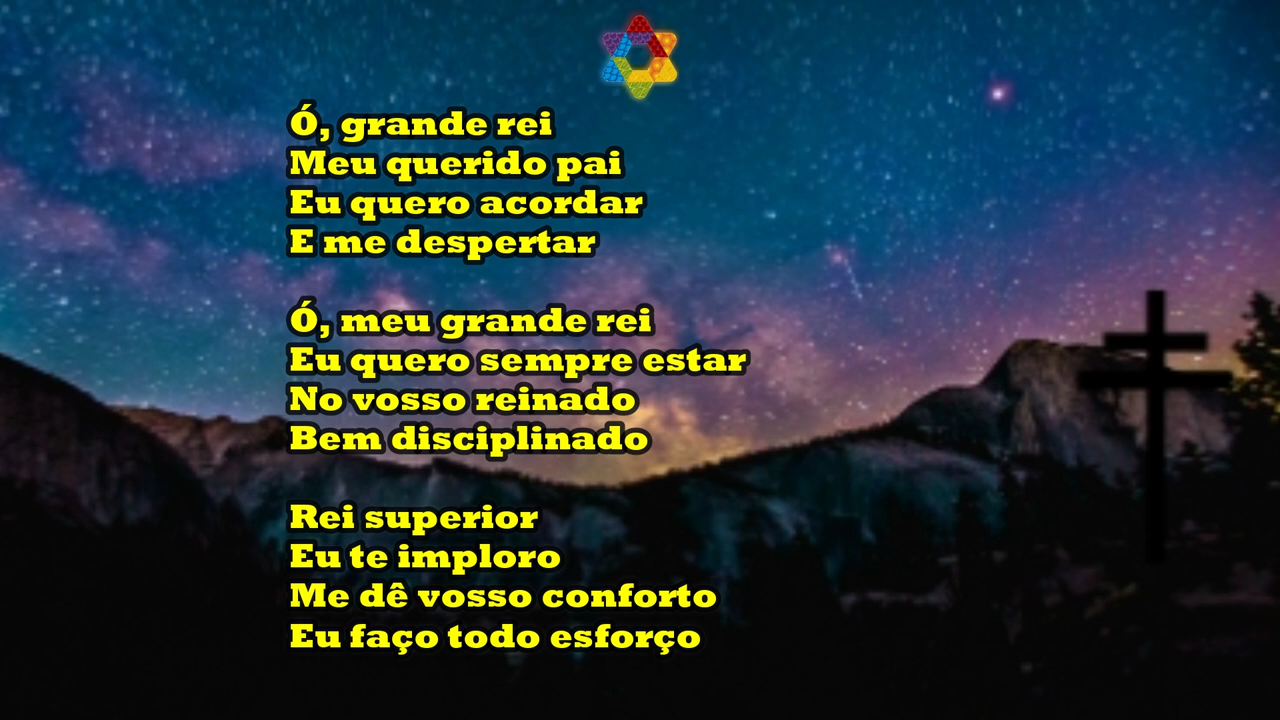 Ó, grande rei
Meu querido pai
Eu quero acordar
E me despertar
Ó, meu grande rei
Eu quero sempre estar
No vosso reinado
Bem disciplinado
Rei superior
Eu te imploro
Me dê vosso conforto
Eu faço todo esforço